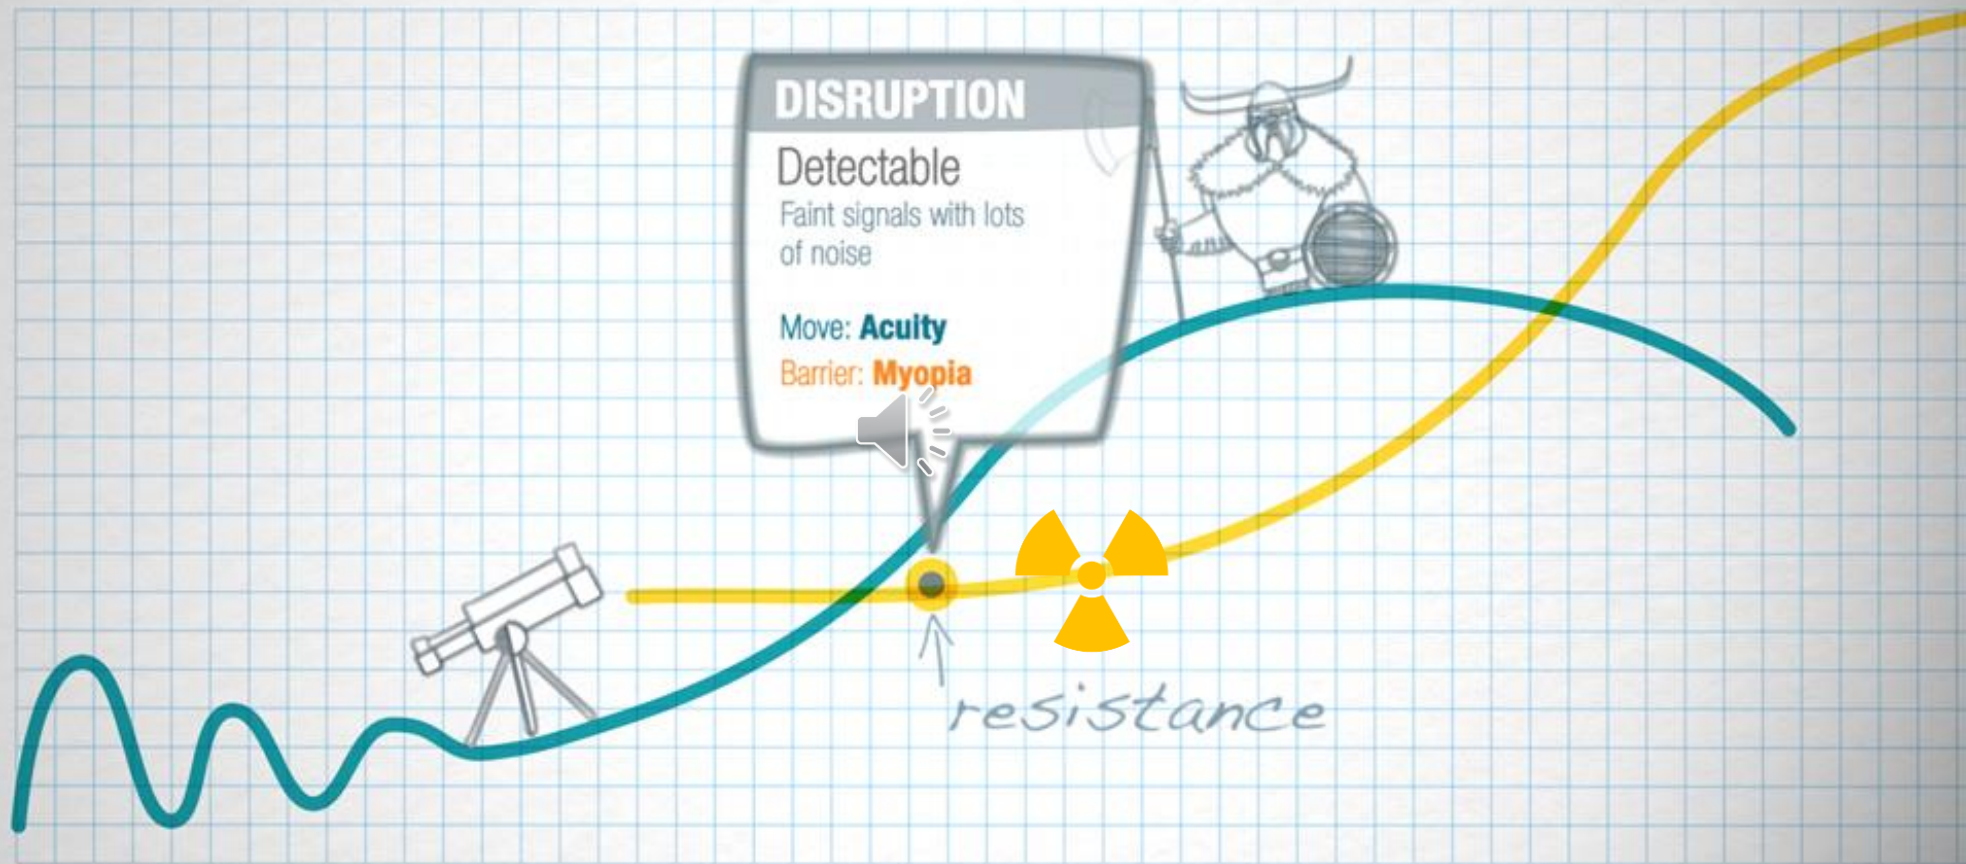 DISRUPTION
Detectable
Faint signals with lots
of noise
Move: Acuity
Barrier: Myopia
resistance